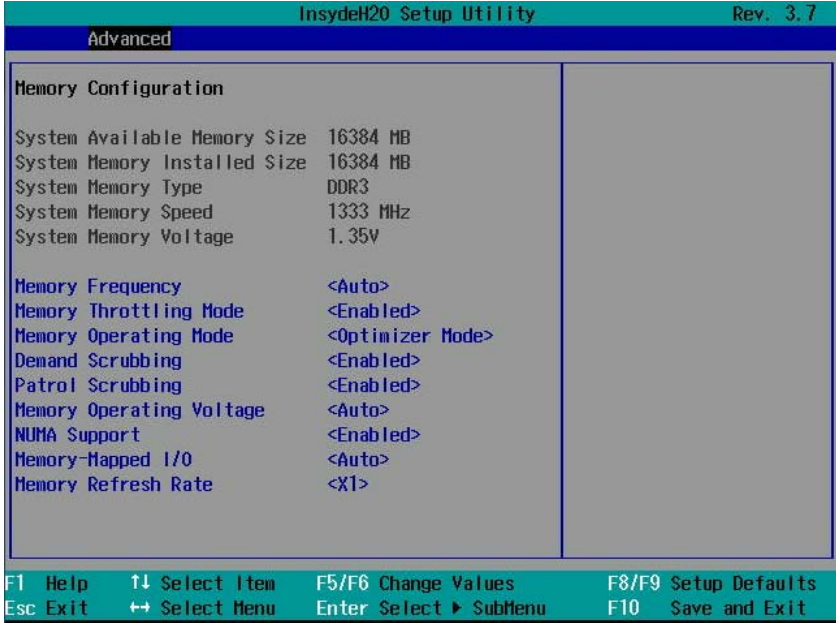 InsydeH20 Setup Utility Rev. 3.7
Advanced
Memory Configuration
System Available Memory Size 16384 MB
System Memory Installed Size 16384 MB
System Memory Type DDR3
System Memory Speed 1333 MHz
System Memory Voltage 1.35V
Memory Frequency <Auto>
Memory Throttling Mode <Enabled>
Memory Operating Mode <Optimizer Mode>
Demand Scrubbing <Enabled>
Patrol Scrubbing <Enabled>
Memory Operating Voltage <Auto>
NUMA Support <Enabled>
Memory-Mapped I/O <Auto>
Memory Refresh Rate <X1>
F1 Help ↑↓ Select Item F5/F6 Change Values F8/F9 Setup Defaults
Esc Exit ↔ Select Menu Enter Select ▶ SubMenu F10 Save and Exit